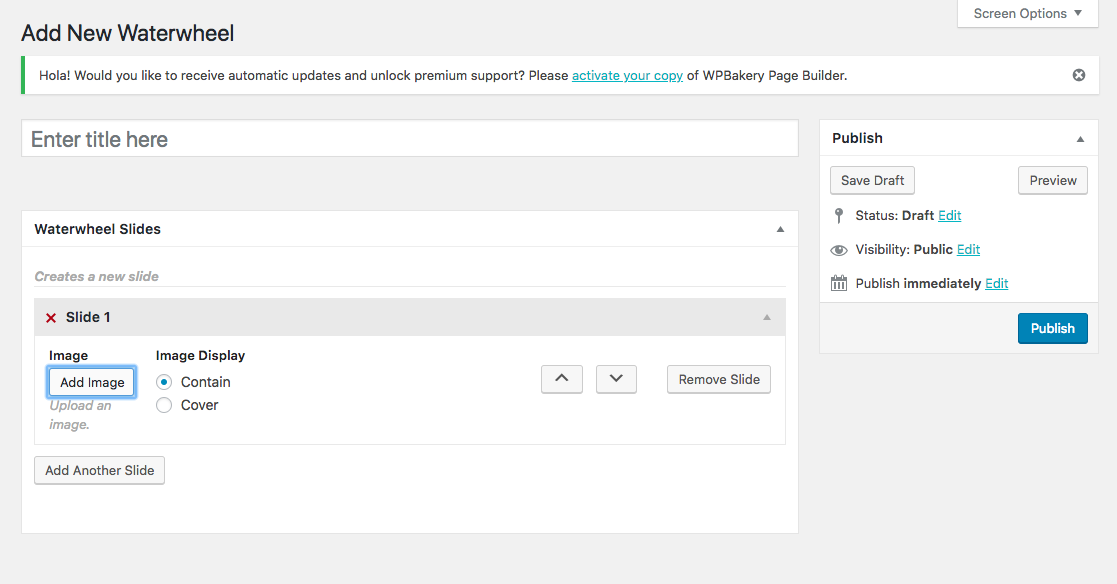 Screen Options
Add New Waterwheel
Hola! Would you like to receive automatic updates and unlock premium support? Please activate your copy of WPBakery Page Builder.
Enter title here
Waterwheel Slides
Creates a new slide
Slide 1
Image
Image Display
Add Image
Contain
Cover
Upload an
image.
Remove Slide
Add Another Slide
Publish
Save Draft
Preview
Status: Draft Edit
Visibility: Public Edit
Publish immediately Edit
Publish